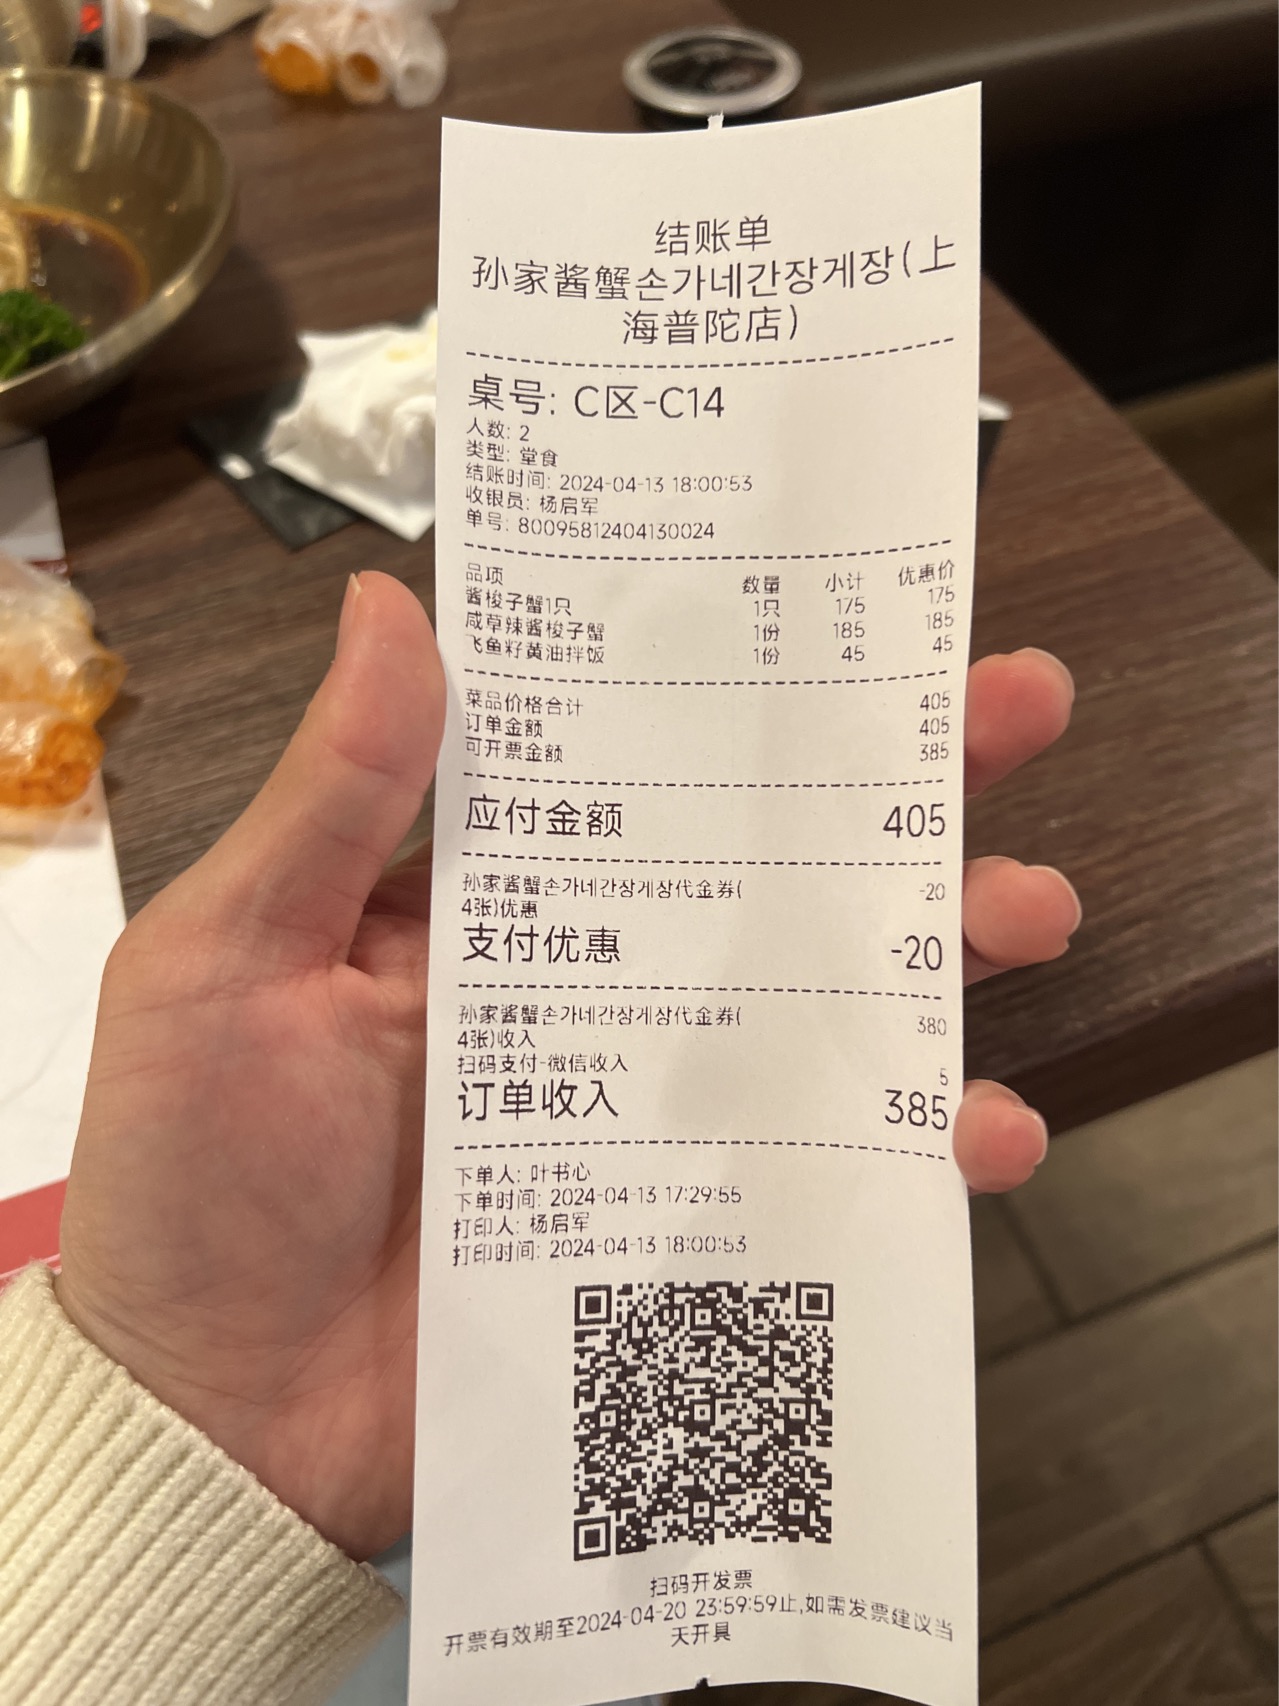 结账单
孙家酱蟹손가네간장게장(上
海普陀店)
桌号: C区-C14
人数: 2
类型: 堂食
结账时间: 2024-04-13 18:00:53
收银员: 杨启军
单号: 80095812404130024
品项 数量 小计 优惠价
酱梭子蟹1只 1只 175 175
咸草辣酱梭子蟹 1份 185 185
飞鱼籽黄油拌饭 1份 45 45
菜品价格合计 405
订单金额 405
可开票金额 385
应付金额 405
孙家酱蟹손가네간장게장代金券( -20
4张)优惠
支付优惠 -20
孙家酱蟹손가네간장게장代金券( 380
4张)收入
扫码支付-微信收入 5
订单收入 385
下单人: 叶书心
下单时间: 2024-04-13 17:29:55
打印人: 杨启军
打印时间: 2024-04-13 18:00:53
扫码开发票
开票有效期至2024-04-20 23:59:59止,如需发票建议当
天开具